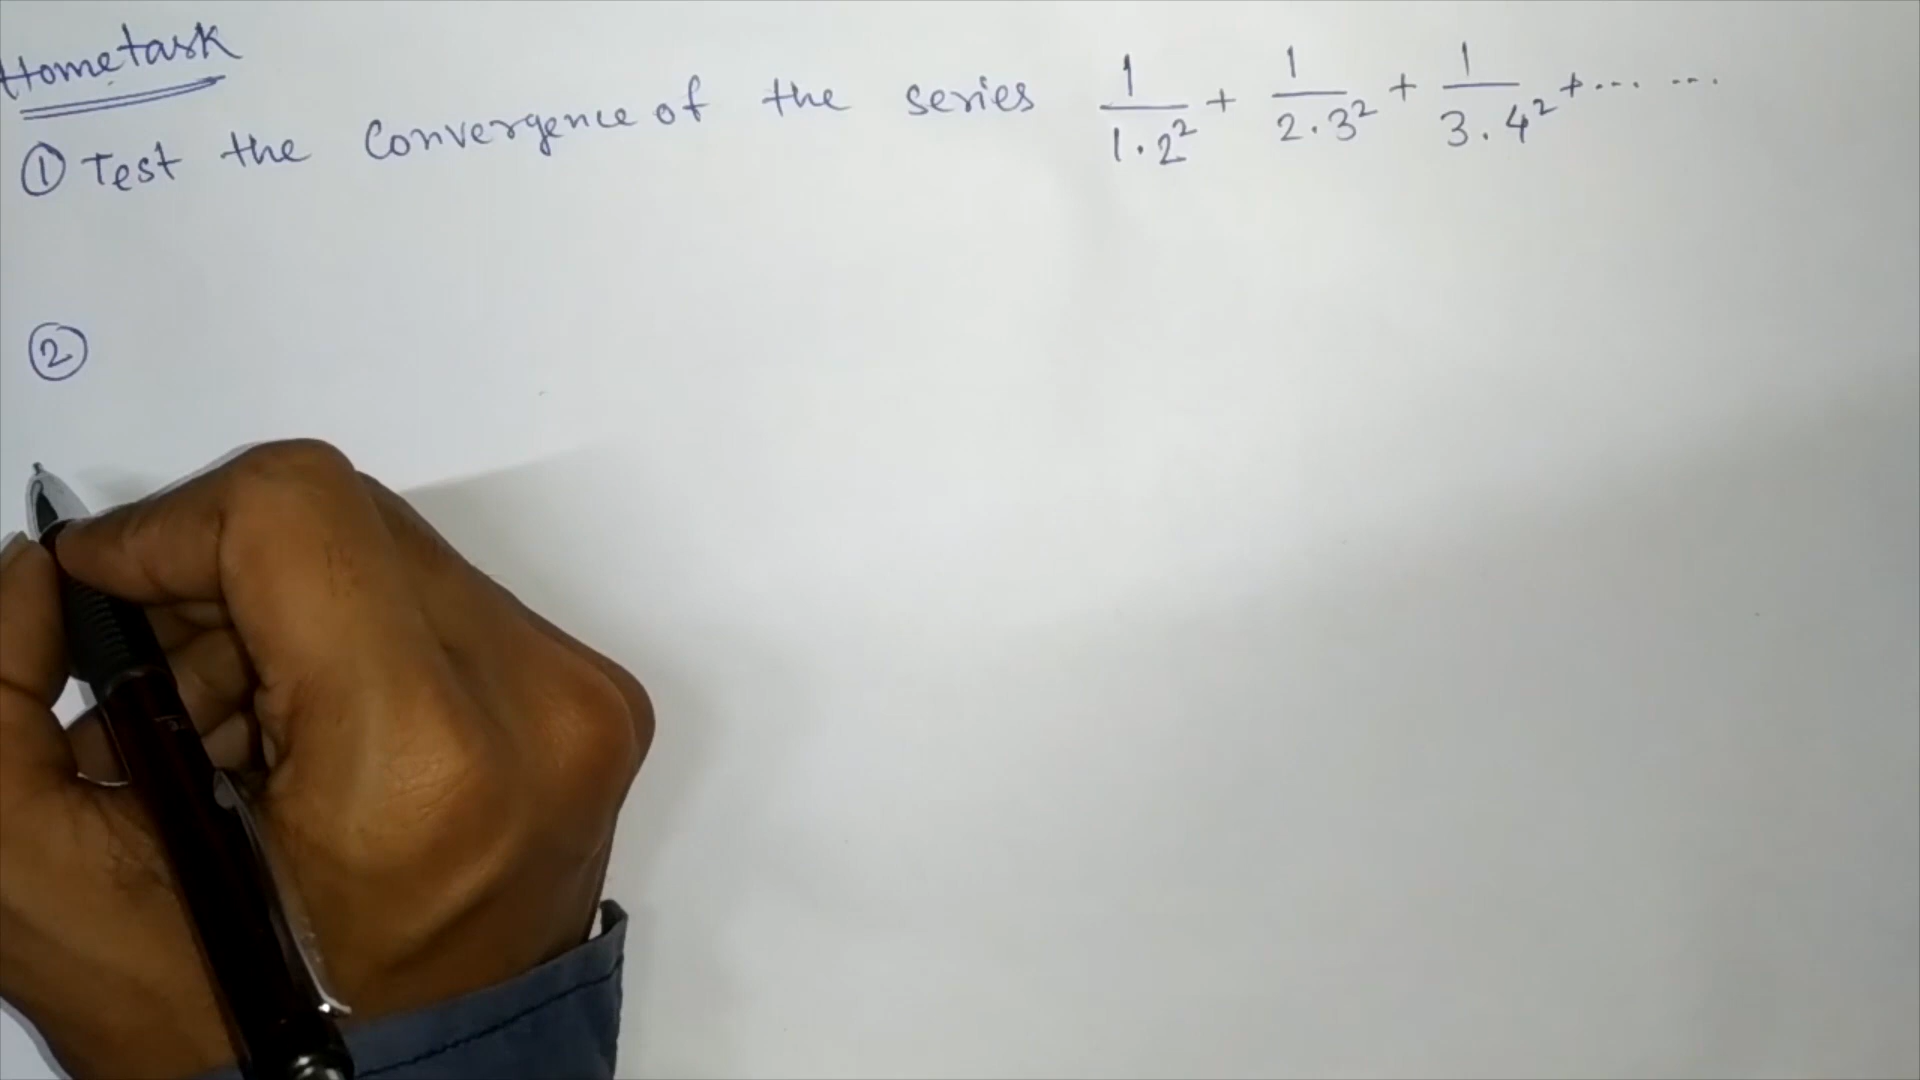 Hometask
① Test the Convergence of the series 1/1.2² + 1/2.3² + 1/3.4² + ... ...
②